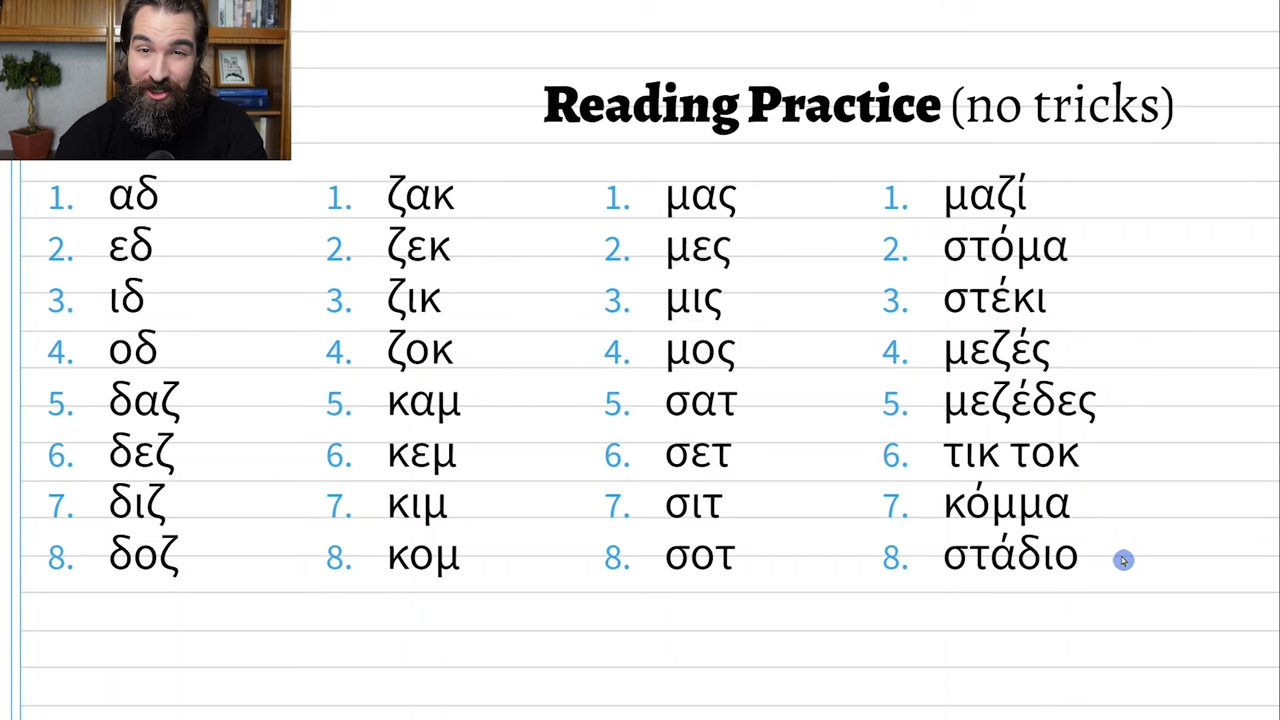 Reading Practice (no tricks)
1. αδ
2. εδ
3. ιδ
4. οδ
5. δαζ
6. δεζ
7. διζ
8. δοζ
1. ζακ
2. ζεκ
3. ζικ
4. ζοκ
5. καμ
6. κεμ
7. κιμ
8. κομ
1. μας
2. μες
3. μις
4. μος
5. σατ
6. σετ
7. σιτ
8. σοτ
1. μαζί
2. στόμα
3. στέκι
4. μεζές
5. μεζέδες
6. τικ τοκ
7. κόμμα
8. στάδιο